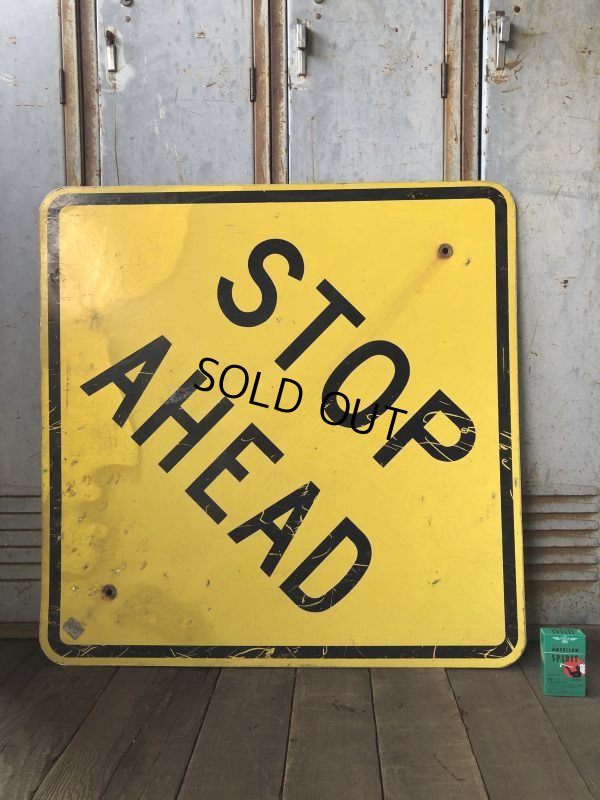 STOP
AHEAD
SOLD OUT
AMERICAN
SPIRIT